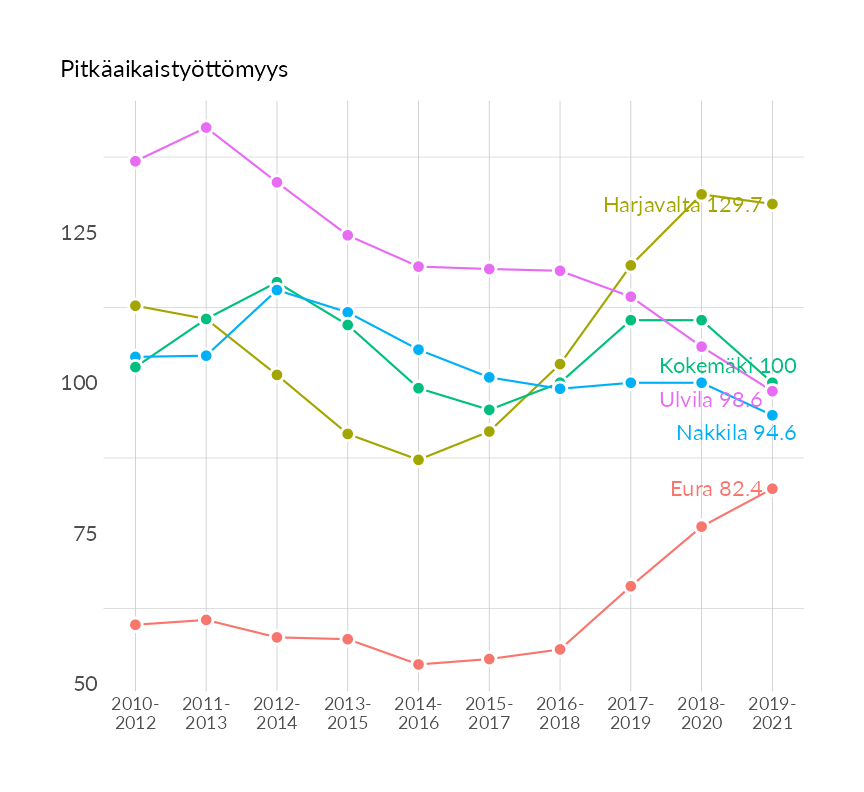 Pitkäaikaistyöttömyys
Harjavalta 129.7
125
Kokemäki 100
100
Ulvila 98.6
Nakkila 94.6
Eura 82.4
75
50
2010- 2011- 2012- 2013- 2014- 2015- 2016- 2017- 2018- 2019-
2012 2013 2014 2015 2016 2017 2018 2019 2020 2021